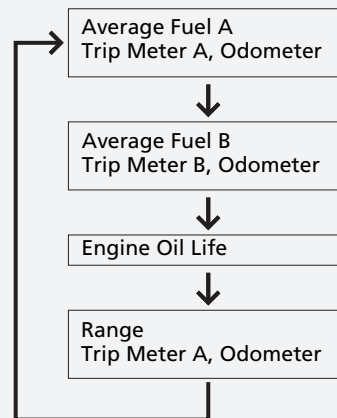 Average Fuel A
Trip Meter A, Odometer
Average Fuel B
Trip Meter B, Odometer
Engine Oil Life
Range
Trip Meter A, Odometer